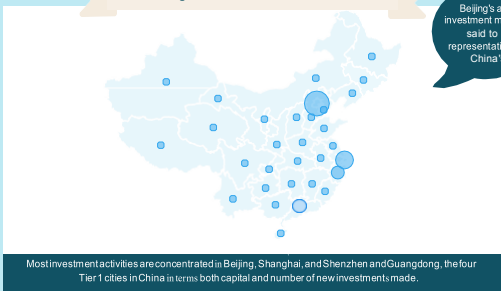 Beijing's a
investment m
said to
representati
China'
Most investment activities are concentrated in Beijing, Shanghai, and Shenzhen and Guangdong, the four
Tier 1 cities in China in terms both capital and number of new investments made.